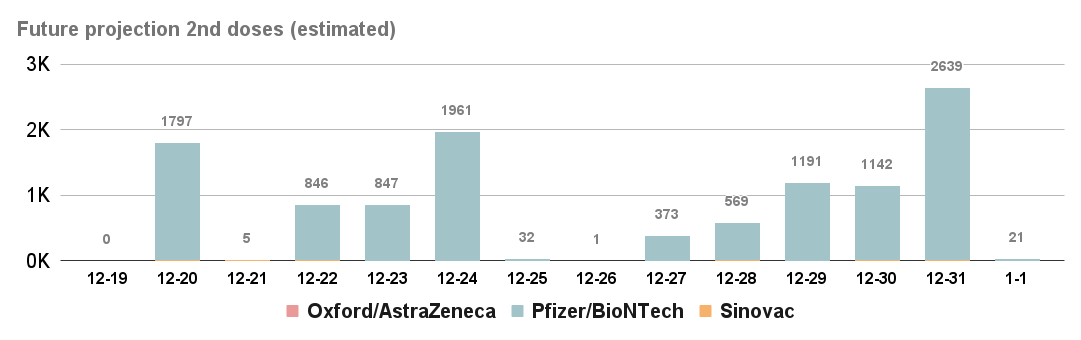 Future projection 2nd doses (estimated)
3K
2639
1961
1797
2K
1191
1142
846
847
1K
569
373
0
5
32
1
21
0K
12-19 12-20 12-21 12-22 12-23 12-24 12-25 12-26 12-27 12-28 12-29 12-30 12-31 1-1
Oxford/AstraZeneca Pfizer/BioNTech Sinovac